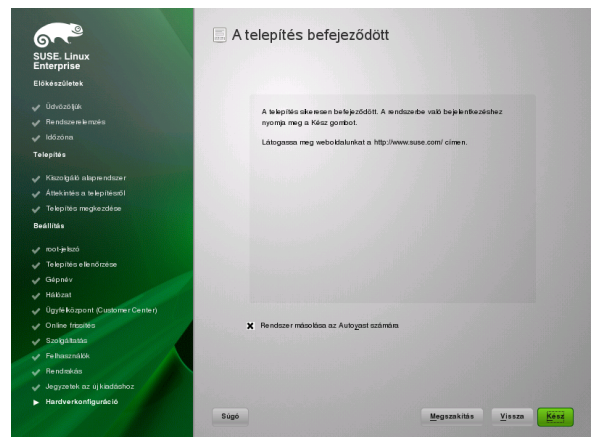 SUSE. Linux
Enterprise
Előkészületek
Üdvözöljük
Rendszerelemzés
Időzóna
Telepítés
Kiszolgáló alaprendszer
Áttekintés a telepítésről
Telepítés megkezdése
Beállítás
root-jelszó
Telepítés ellenőrzése
Gépnév
Hálózat
Ügyfélközpont (Customer Center)
Online frissítés
Szolgáltatás
Felhasználók
Rendrakás
Jegyzetek az új kiadáshoz
Hardverkonfiguráció
A telepítés befejeződött
A telepítés sikeresen befejeződött. A rendszerbe való bejelentkezéshez
nyomja meg a Kész gombot.
Látogassa meg weboldalunkat a http://www.suse.com/ címen.
Rendszer másolása az Autoyast számára
Súgó
Megszakítás
Vissza
Kész